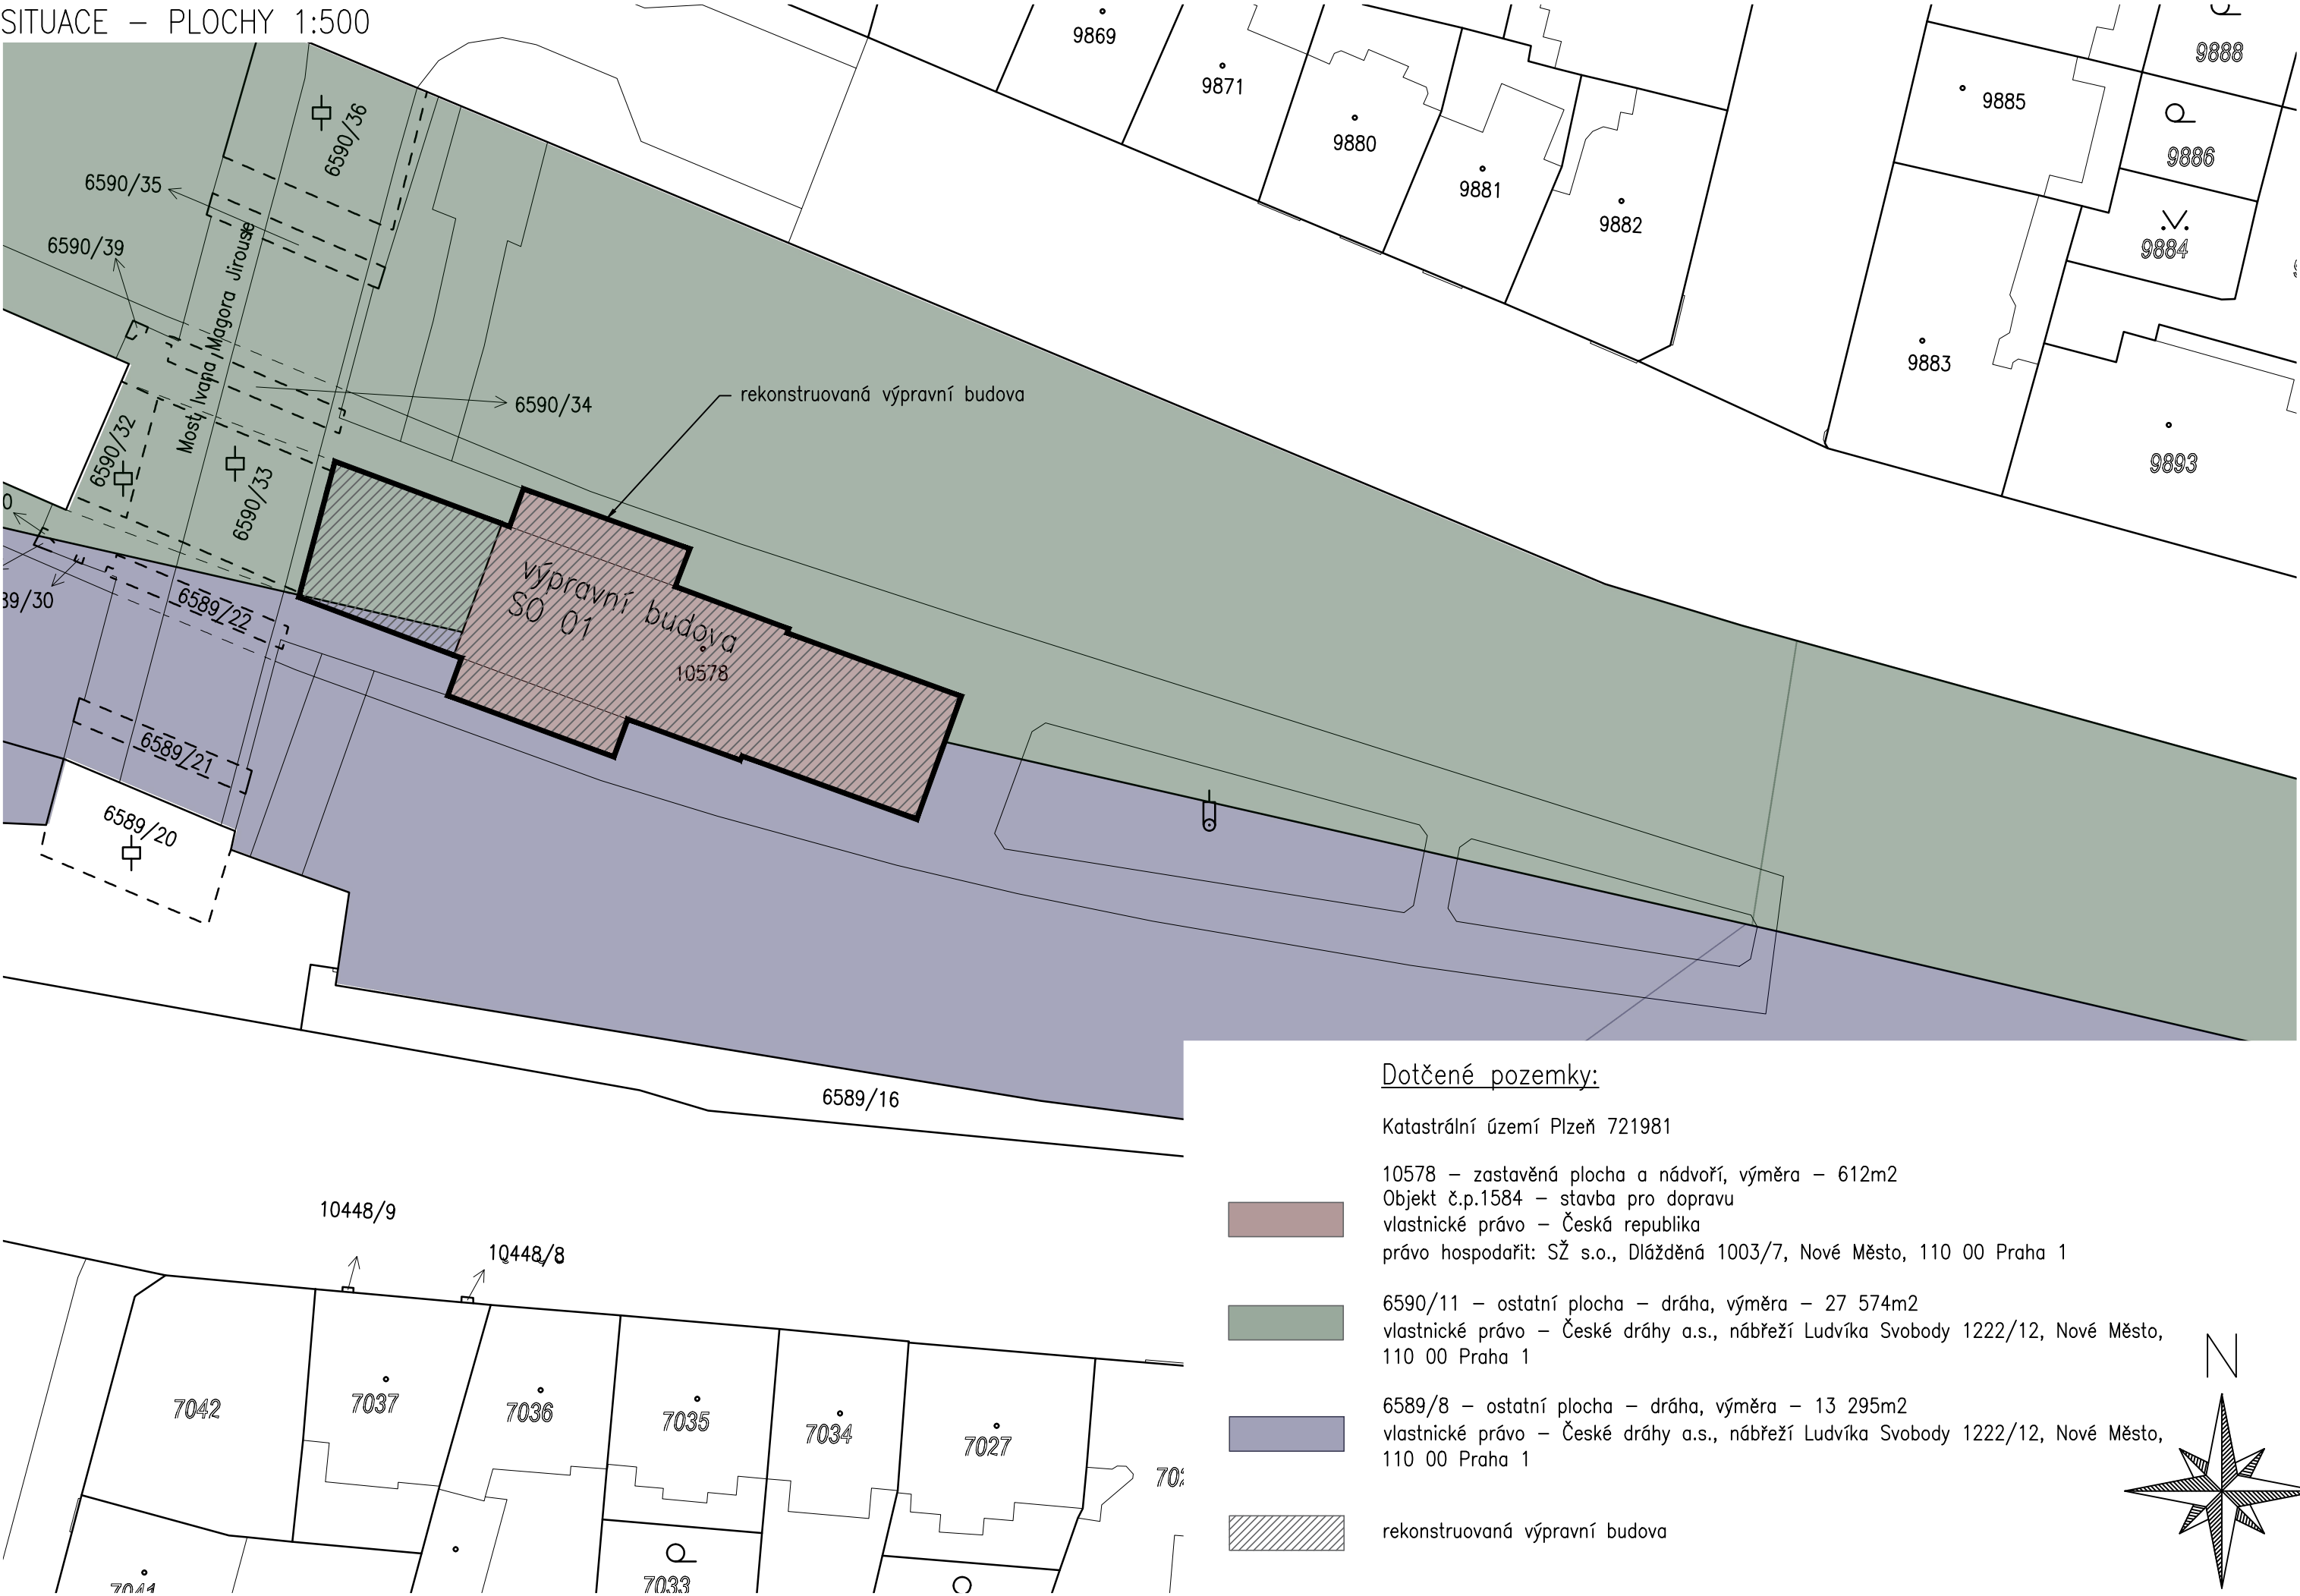 SITUACE – PLOCHY 1:500
9869
9871
9880
9881
9882
9885
9888
9886
9884
9883
9893
6590/36
6590/35
6590/39
Most Ivana Magora Jirouse
6590/34
rekonstruovaná výpravní budova
6590/32
6590/33
0
89/30
6589/22
výpravní budova
SO 01
10578
6589/21
6589/20
6589/16
10448/9
10448/8
7042
7037
7036
7035
7034
7027
702
7041
7033
Dotčené pozemky:
Katastrální území Plzeň 721981
10578 – zastavěná plocha a nádvoří, výměra – 612m2
Objekt č.p.1584 – stavba pro dopravu
vlastnické právo – Česká republika
právo hospodařit: SŽ s.o., Dlážděná 1003/7, Nové Město, 110 00 Praha 1
6590/11 – ostatní plocha – dráha, výměra – 27 574m2
vlastnické právo – České dráhy a.s., nábřeží Ludvíka Svobody 1222/12, Nové Město,
110 00 Praha 1
6589/8 – ostatní plocha – dráha, výměra – 13 295m2
vlastnické právo – České dráhy a.s., nábřeží Ludvíka Svobody 1222/12, Nové Město,
110 00 Praha 1
rekonstruovaná výpravní budova
N